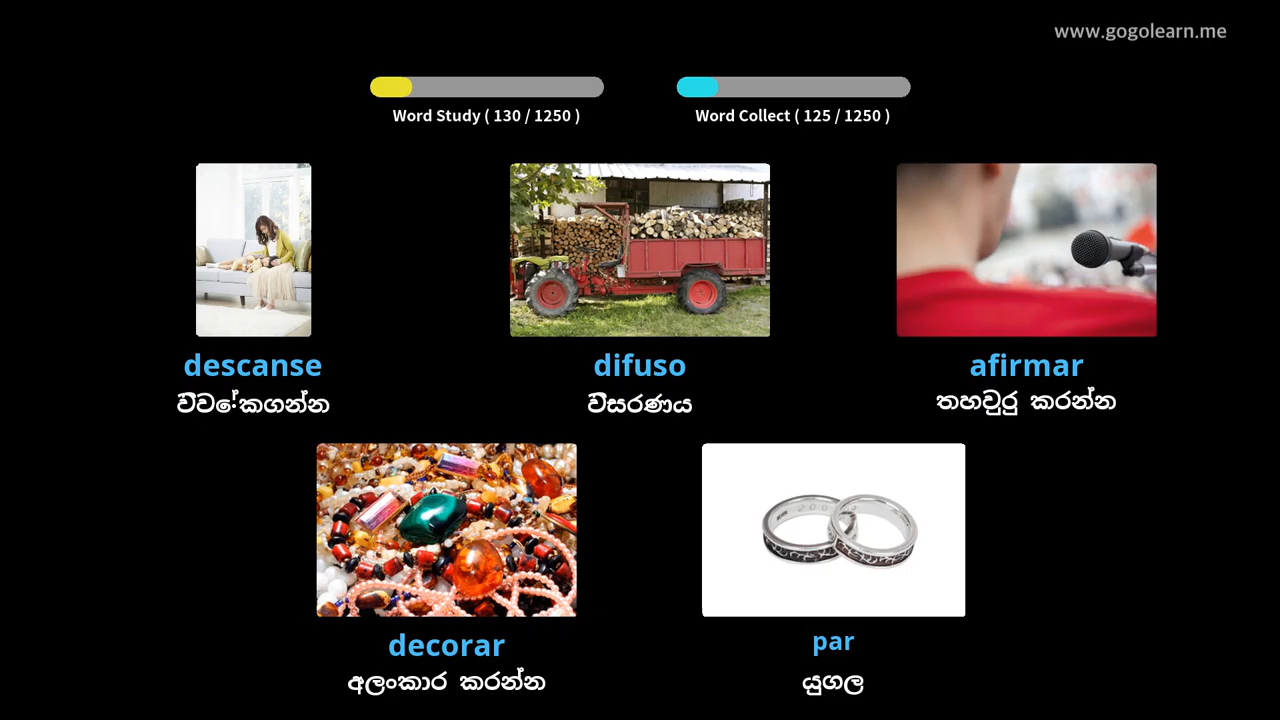 www.gogolearn.me
Word Study ( 130 / 1250 )
Word Collect ( 125 / 1250 )
descanse
විවේකගන්න
difuso
විසරණය
afirmar
තහවුරු කරන්න
decorar
අලංකාර කරන්න
par
යුගල